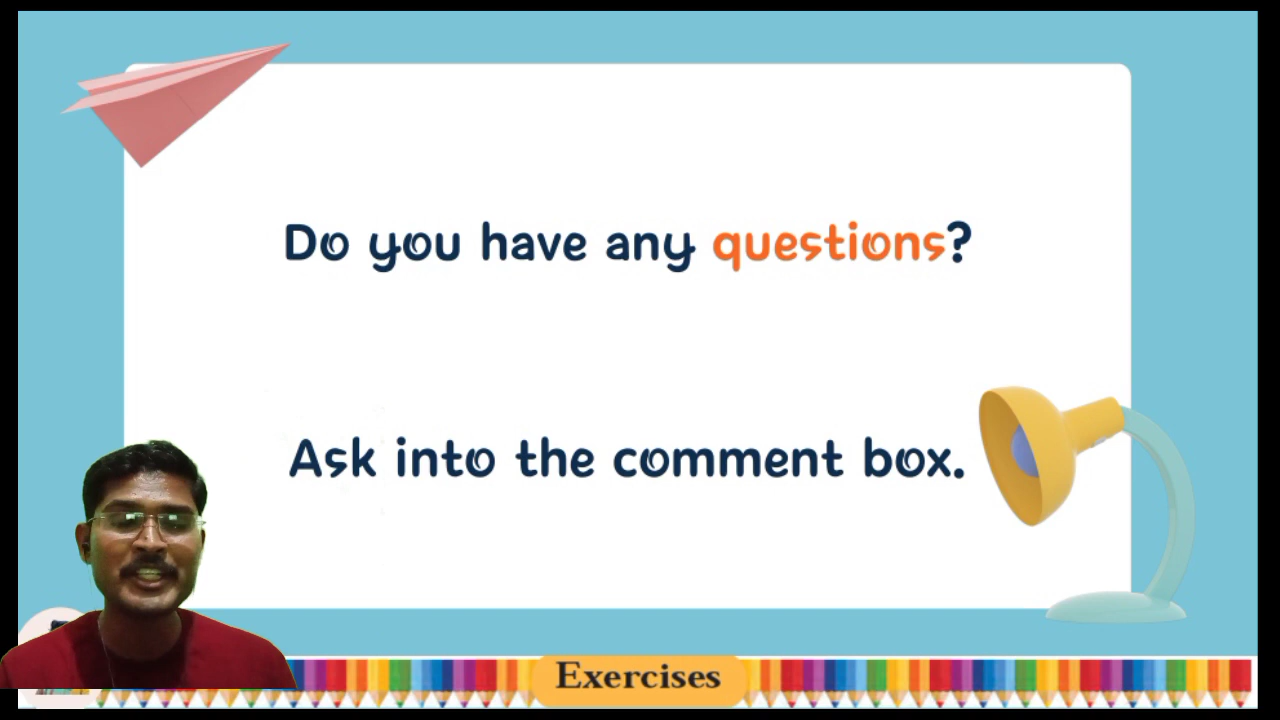 Do you have any questions?
Ask into the comment box.
Exercises